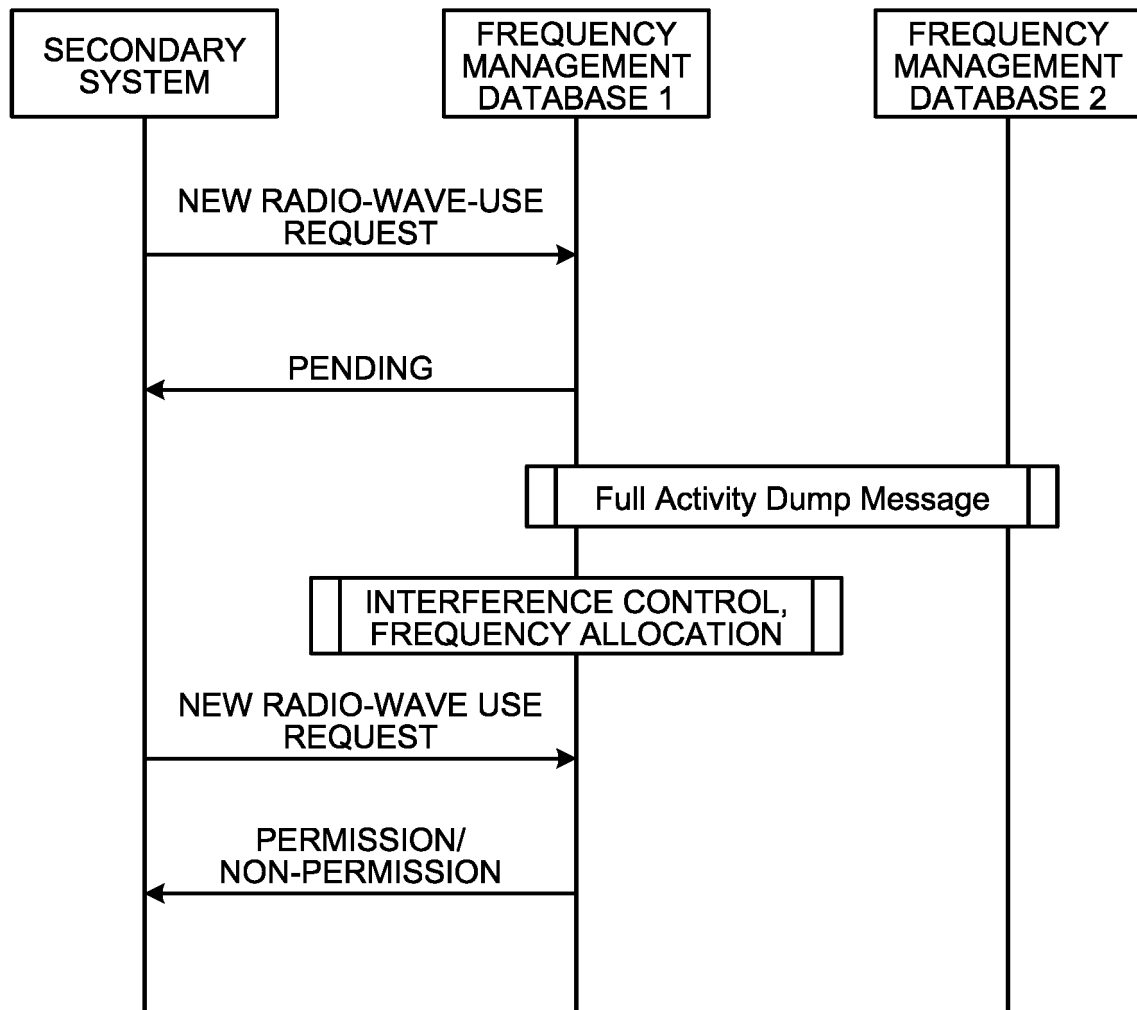 SECONDARY
SYSTEM
FREQUENCY
MANAGEMENT
DATABASE 1
FREQUENCY
MANAGEMENT
DATABASE 2
NEW RADIO-WAVE-USE
REQUEST
PENDING
Full Activity Dump Message
INTERFERENCE CONTROL,
FREQUENCY ALLOCATION
NEW RADIO-WAVE USE
REQUEST
PERMISSION/
NON-PERMISSION